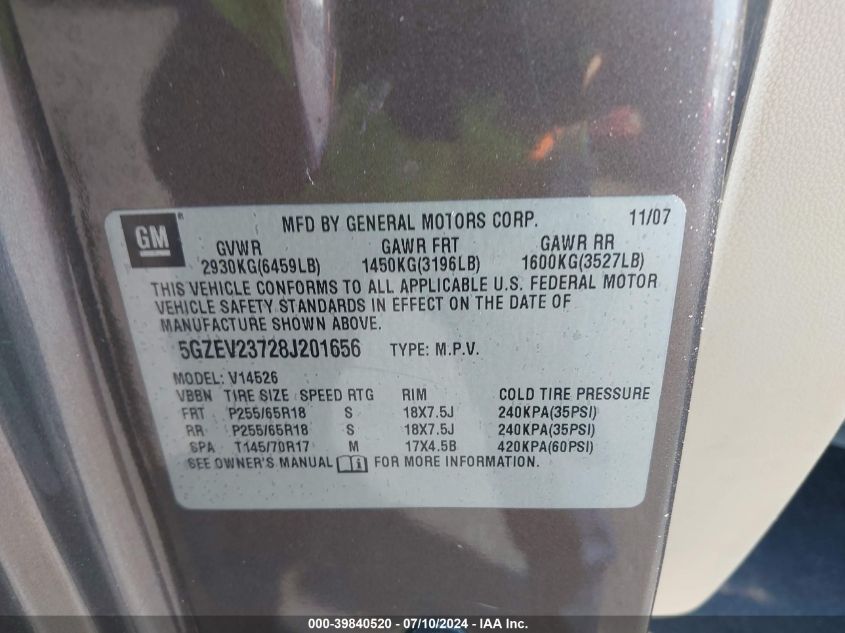 GM
MFD BY GENERAL MOTORS CORP. 11/07
GVWR GAWR FRT GAWR RR
2930KG(6459LB) 1450KG(3196LB) 1600KG(3527LB)
THIS VEHICLE CONFORMS TO ALL APPLICABLE U.S. FEDERAL MOTOR
VEHICLE SAFETY STANDARDS IN EFFECT ON THE DATE OF
MANUFACTURE SHOWN ABOVE.
5GZEV23728J201656 TYPE: M.P.V.
MODEL: V14526
VBBN TIRE SIZE SPEED RTG RIM COLD TIRE PRESSURE
FRT P255/65R18 S 18X7.5J 240KPA(35PSI)
RR P255/65R18 S 18X7.5J 240KPA(35PSI)
SPA T145/70R17 M 17X4.5B 420KPA(60PSI)
SEE OWNER'S MANUAL FOR MORE INFORMATION.
000-39840520 - 07/10/2024 - IAA Inc.